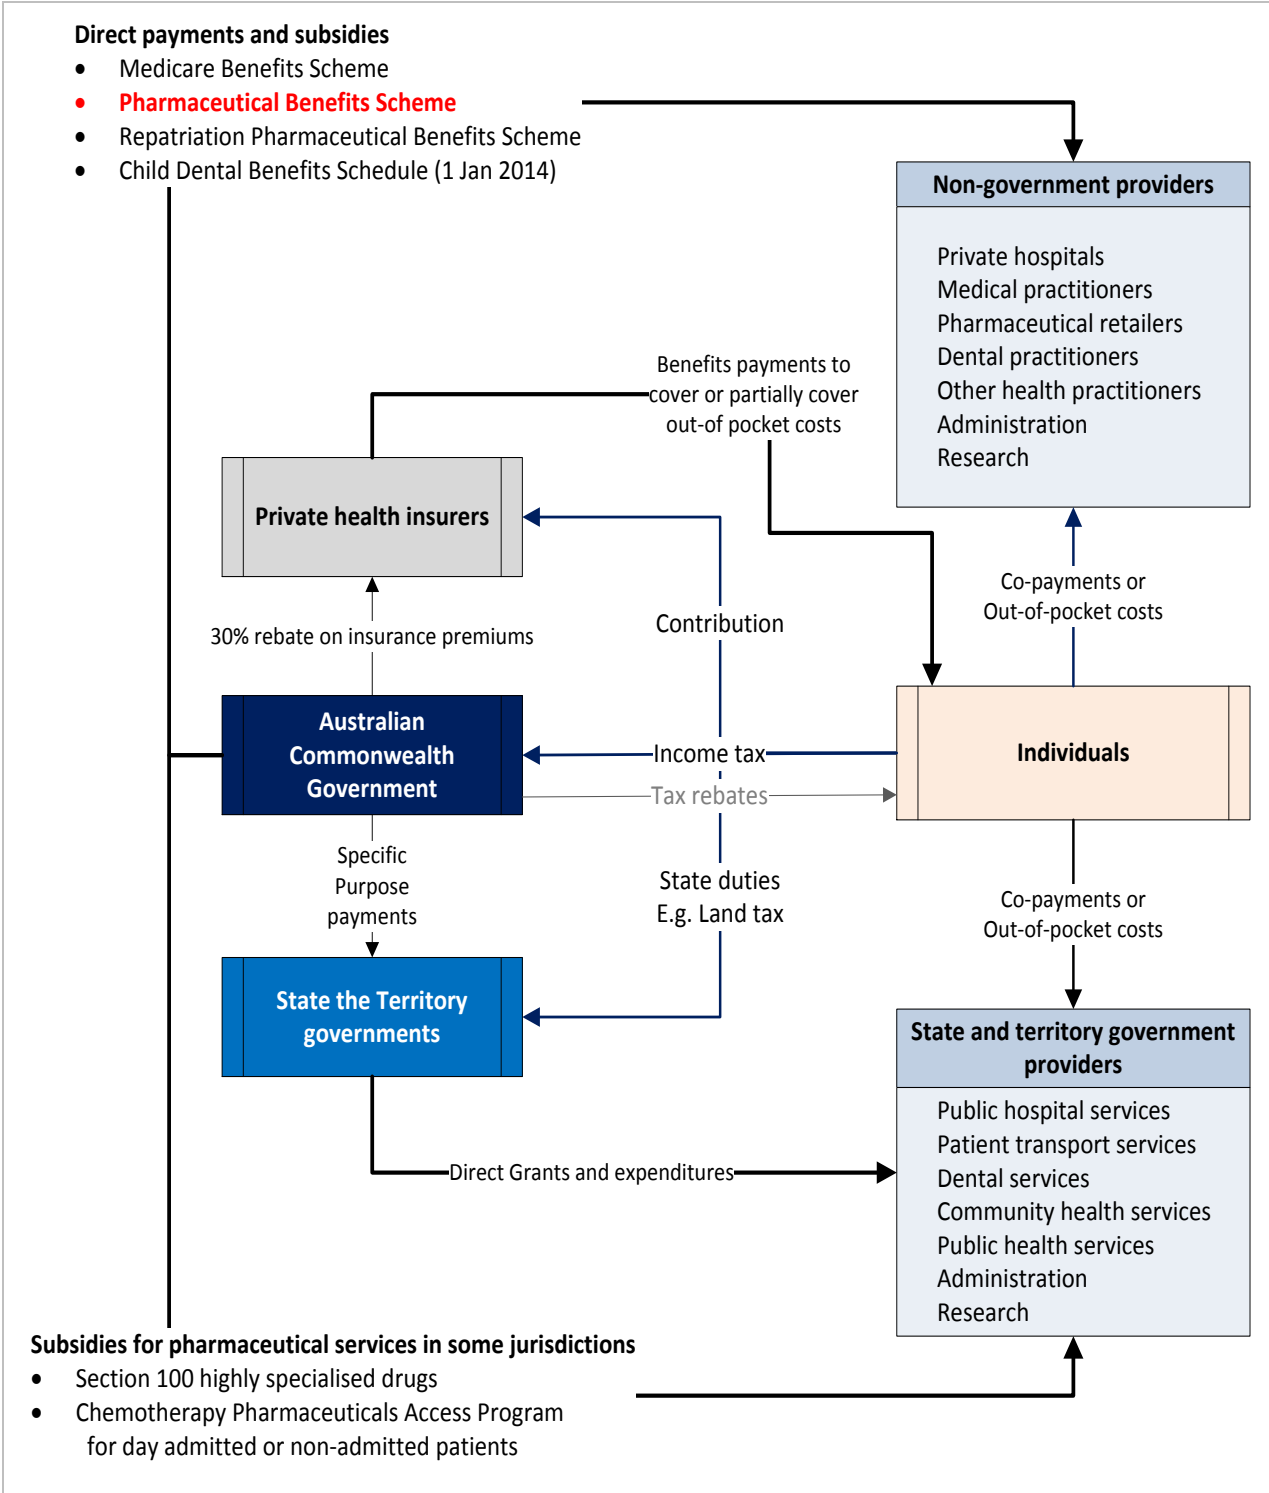 Direct payments and subsidies
• Medicare Benefits Scheme
• Pharmaceutical Benefits Scheme
• Repatriation Pharmaceutical Benefits Scheme
• Child Dental Benefits Schedule (1 Jan 2014)
Non-government providers
Private hospitals
Medical practitioners
Pharmaceutical retailers
Dental practitioners
Other health practitioners
Administration
Research
Benefits payments to
cover or partially cover
out-of pocket costs
Private health insurers
Co-payments or
Out-of-pocket costs
Contribution
30% rebate on insurance premiums
Australian
Commonwealth
Government
Income tax
Tax rebates
Individuals
Specific
Purpose
payments
State duties
E.g. Land tax
Co-payments or
Out-of-pocket costs
State the Territory
governments
State and territory government
providers
Public hospital services
Patient transport services
Dental services
Community health services
Public health services
Administration
Research
Direct Grants and expenditures
Subsidies for pharmaceutical services in some jurisdictions
• Section 100 highly specialised drugs
• Chemotherapy Pharmaceuticals Access Program
for day admitted or non-admitted patients